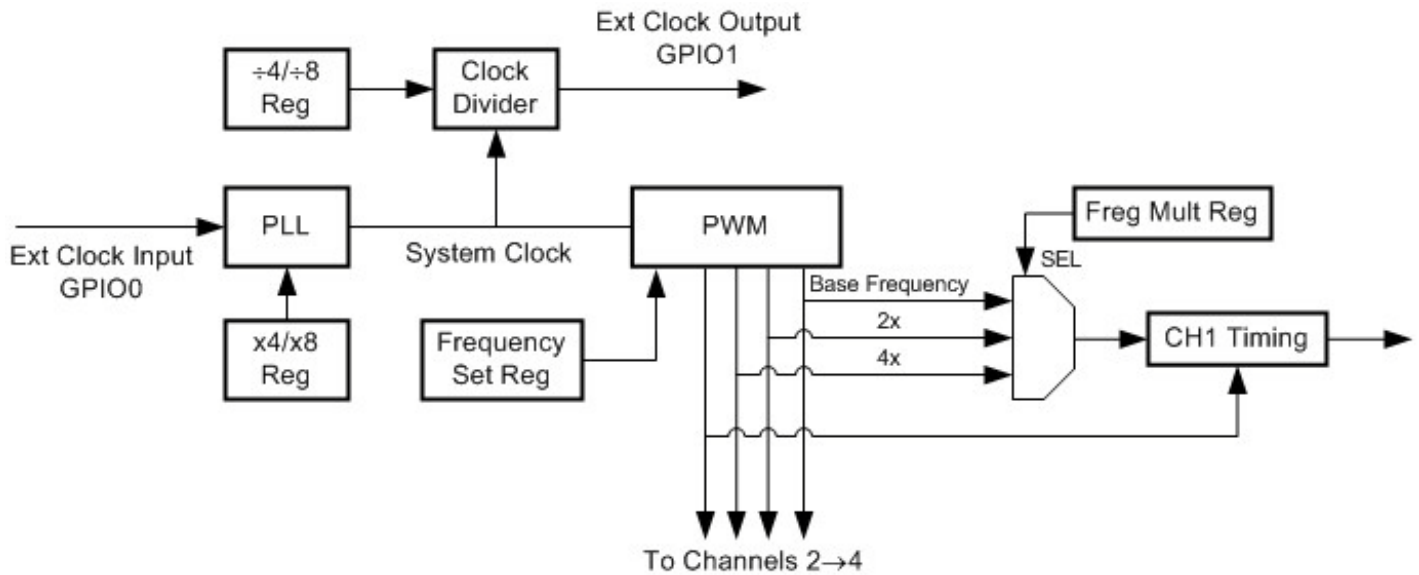 Ext Clock Output
GPIO1
÷4/÷8
Reg
Clock
Divider
PLL
PWM
Freg Mult Reg
Ext Clock Input
GPIO0
System Clock
SEL
Base Frequency
2x
4x
x4/x8
Reg
Frequency
Set Reg
CH1 Timing
To Channels 2→4